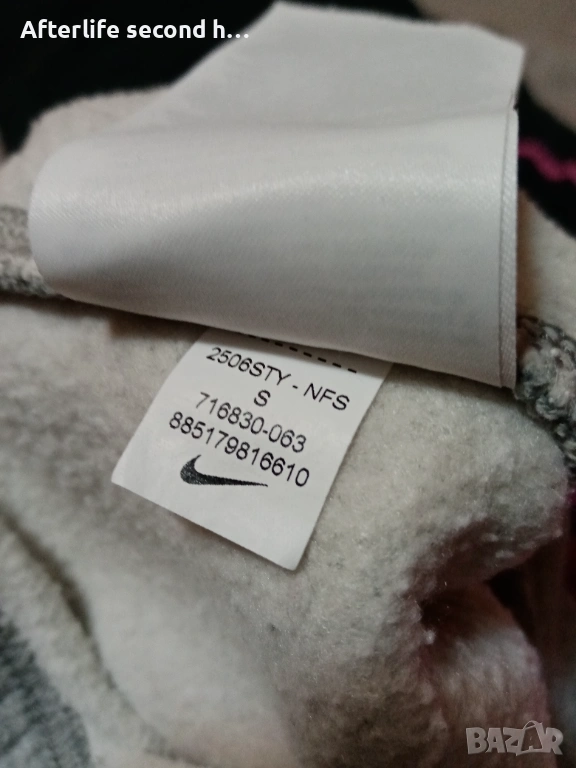 Afterlife second h...
2506STY - NFS
S
716830-063
885179816610
BAZAR